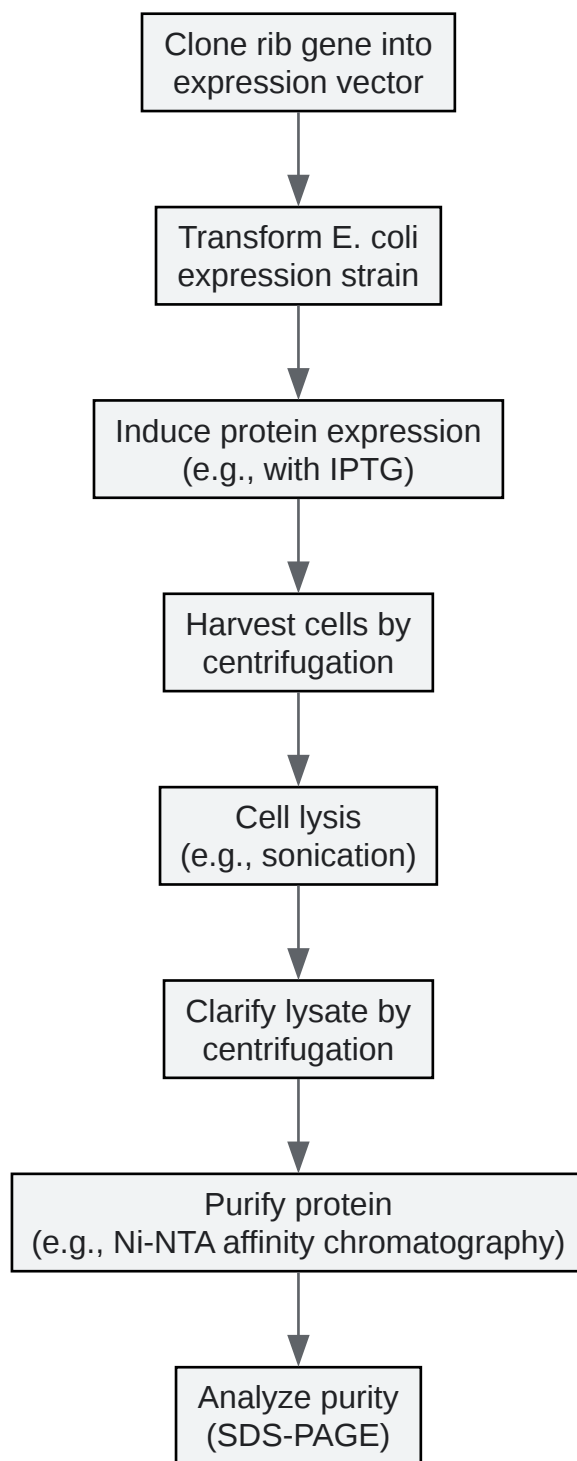 Clone rib gene into
expression vector
Transform E. coli
expression strain
Induce protein expression
(e.g., with IPTG)
Harvest cells by
centrifugation
Cell lysis
(e.g., sonication)
Clarify lysate by
centrifugation
Purify protein
(e.g., Ni-NTA affinity chromatography)
Analyze purity
(SDS-PAGE)